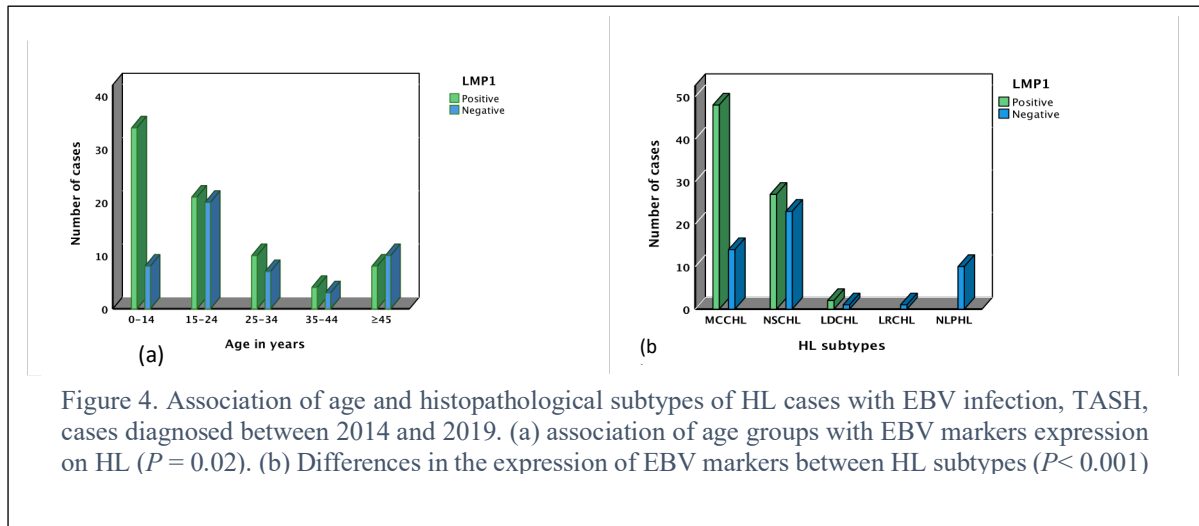 LMP1
Positive
Negative
Number of cases
40
30
20
10
0
0-14
15-24
25-34
35-44
≥45
Age in years
(a)
LMP1
Positive
Negative
Number of cases
50
40
30
20
10
0
MCCHL
NSCHL
LDCHL
LRCHL
NLPHL
HL subtypes
(b
Figure 4. Association of age and histopathological subtypes of HL cases with EBV infection, TASH,
cases diagnosed between 2014 and 2019. (a) association of age groups with EBV markers expression
on HL (P = 0.02). (b) Differences in the expression of EBV markers between HL subtypes (P< 0.001)